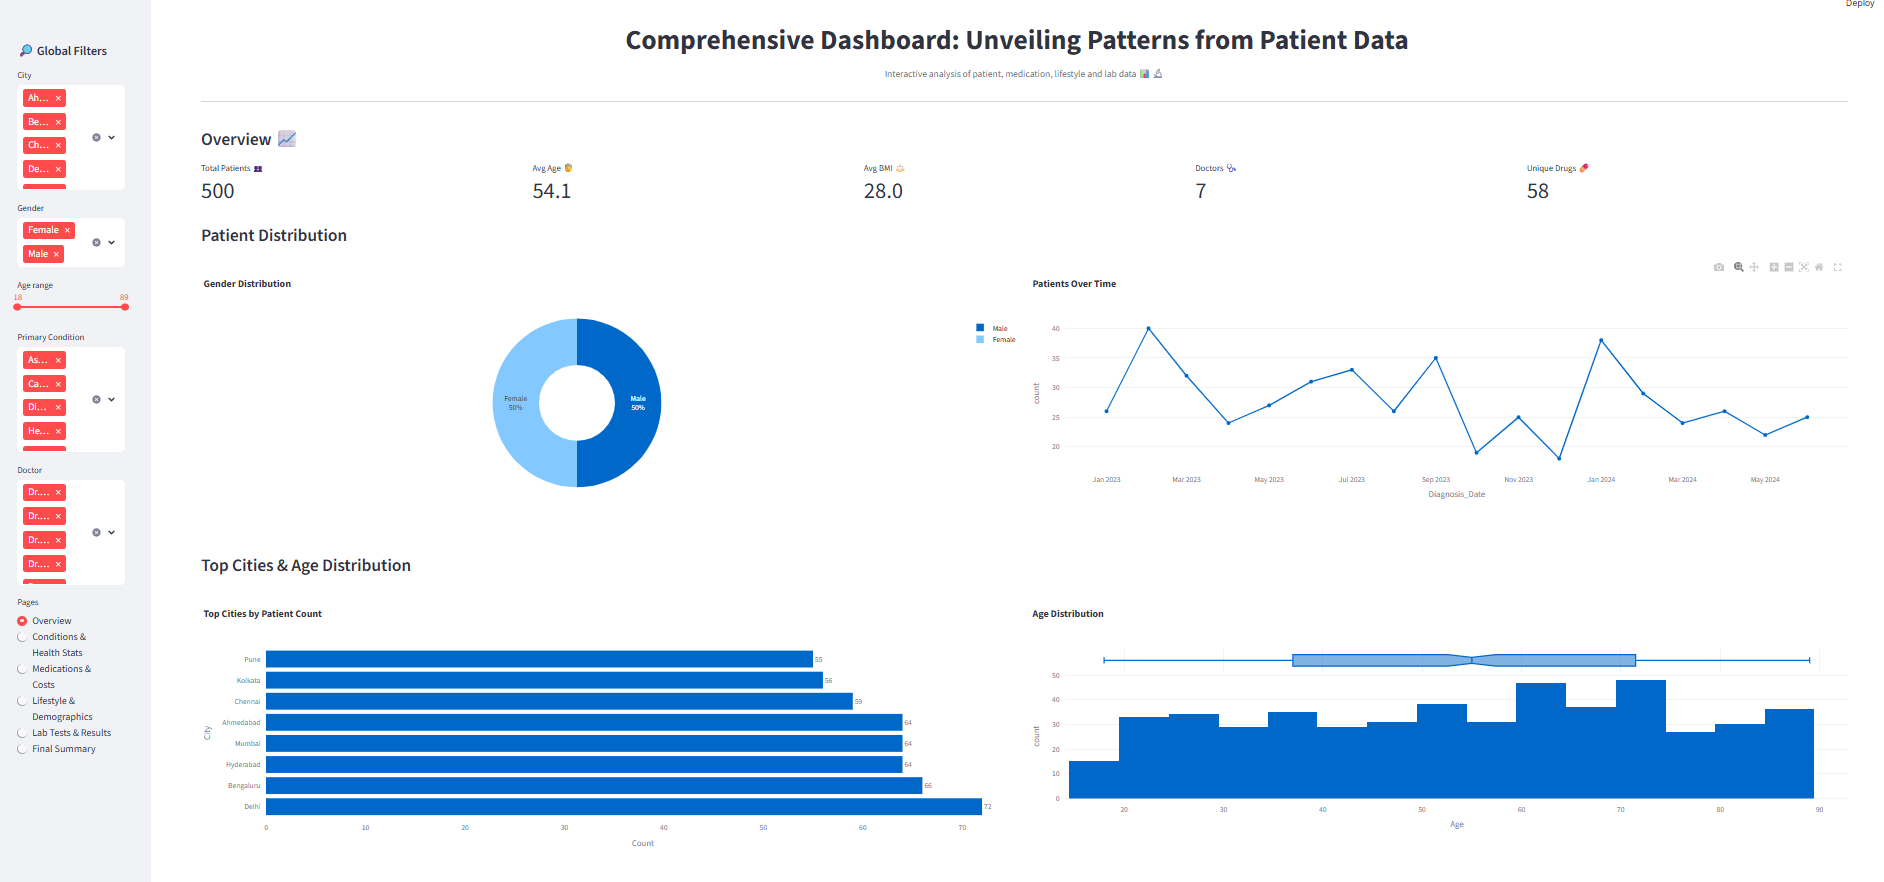 Deploy
Global Filters
City
Ah...
Be...
Ch...
De...
Gender
Female
Male
Age range
18 89
Primary Condition
As...
Ca...
Di...
He...
Doctor
Dr....
Dr....
Dr....
Dr....
Pages
Overview
Conditions &
Health Stats
Medications &
Costs
Lifestyle &
Demographics
Lab Tests & Results
Final Summary
Comprehensive Dashboard: Unveiling Patterns from Patient Data
Interactive analysis of patient, medication, lifestyle and lab data
Overview
Total Patients
500
Avg Age
54.1
Avg BMI
28.0
Doctors
7
Unique Drugs
58
Patient Distribution
Gender Distribution
Female
50%
Male
50%
Male
Female
Patients Over Time
40
35
30
25
20
count
Jan 2023 Mar 2023 May 2023 Jul 2023 Sep 2023 Nov 2023 Jan 2024 Mar 2024 May 2024
Diagnosis_Date
Top Cities & Age Distribution
Top Cities by Patient Count
City
Pune 55
Kolkata 56
Chennai 59
Ahmedabad 64
Mumbai 64
Hyderabad 64
Bengaluru 66
Delhi 72
0 10 20 30 40 50 60 70
Count
Age Distribution
50
40
30
20
10
0
count
20 30 40 50 60 70 80 90
Age